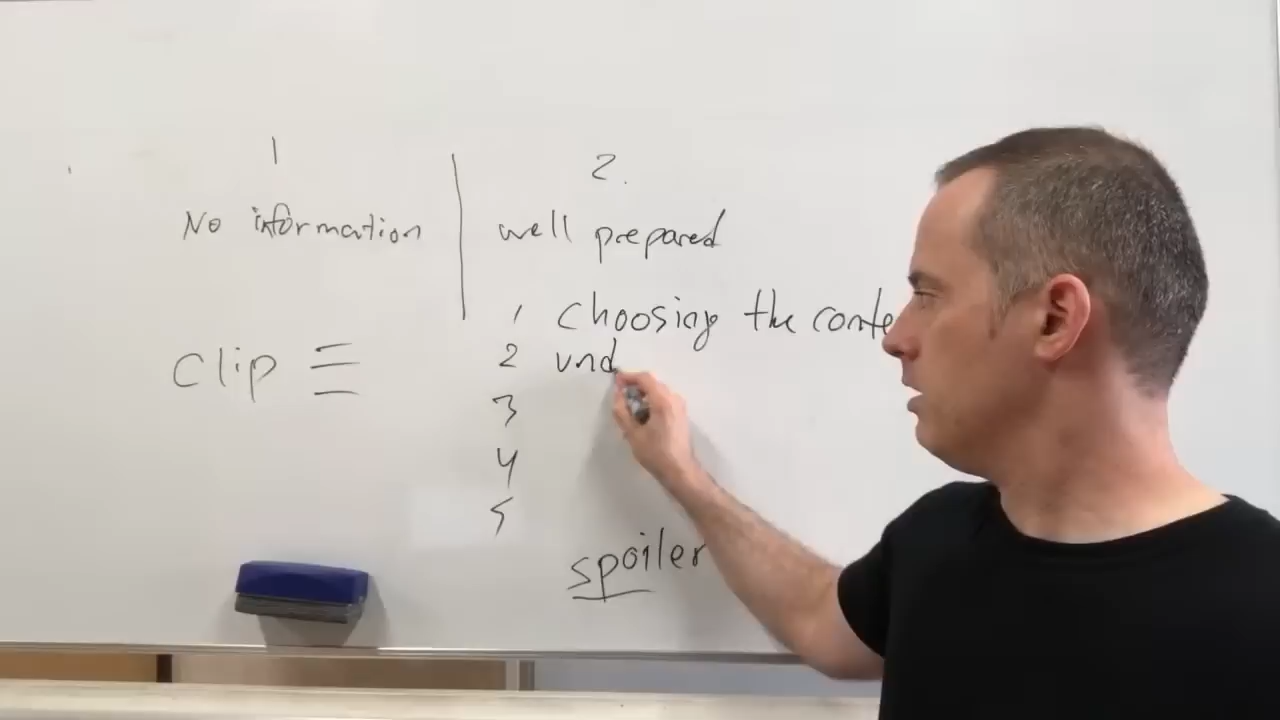 1
No information
clip
2.
well prepared
1 choosing the conte
2 und
3
4
5
spoiler